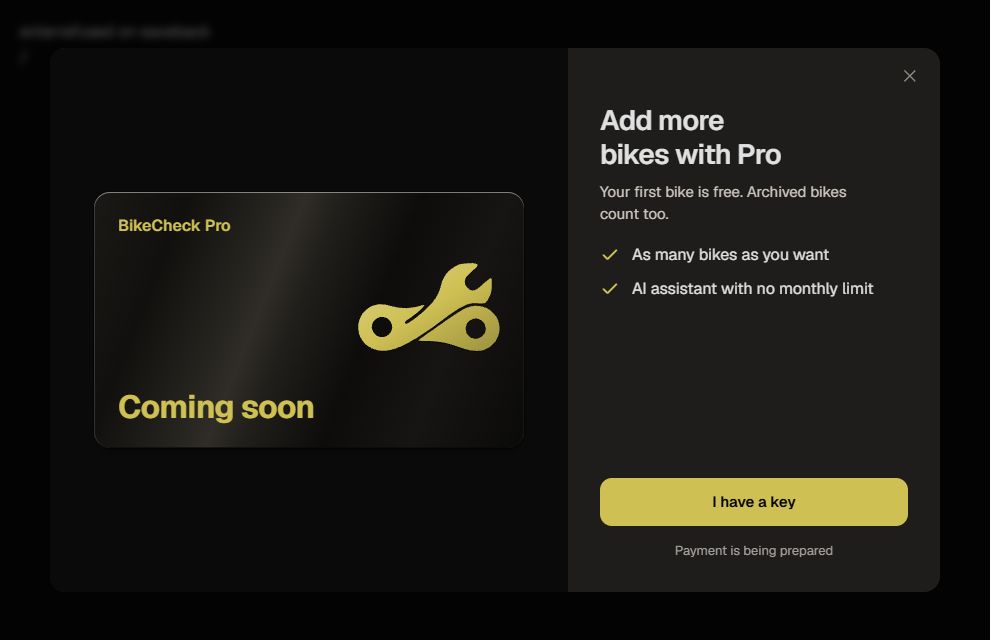 BikeCheck Pro
Coming soon
Add more
bikes with Pro
Your first bike is free. Archived bikes
count too.
As many bikes as you want
AI assistant with no monthly limit
I have a key
Payment is being prepared